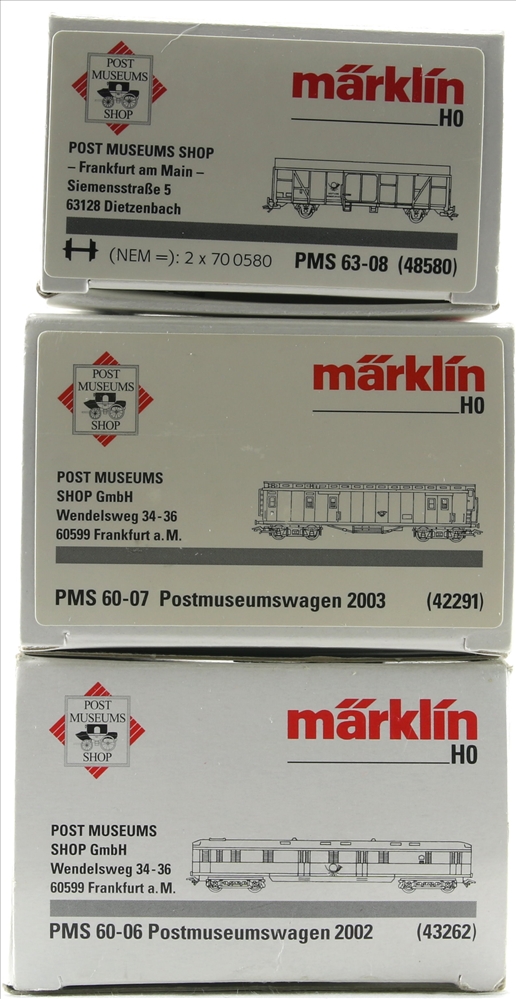 POST
MUSEUMS
SHOP
märklín
H0
POST MUSEUMS SHOP
– Frankfurt am Main –
Siemensstraße 5
63128 Dietzenbach
(NEM =): 2 x 70 0580 PMS 63-08 (48580)
POST
MUSEUMS
SHOP
märklín
H0
POST MUSEUMS
SHOP GmbH
Wendelsweg 34-36
60599 Frankfurt a.M.
PMS 60-07 Postmuseumswagen 2003 (42291)
POST
MUSEUMS
SHOP
märklín
H0
POST MUSEUMS
SHOP GmbH
Wendelsweg 34-36
60599 Frankfurt a.M.
PMS 60-06 Postmuseumswagen 2002 (43262)